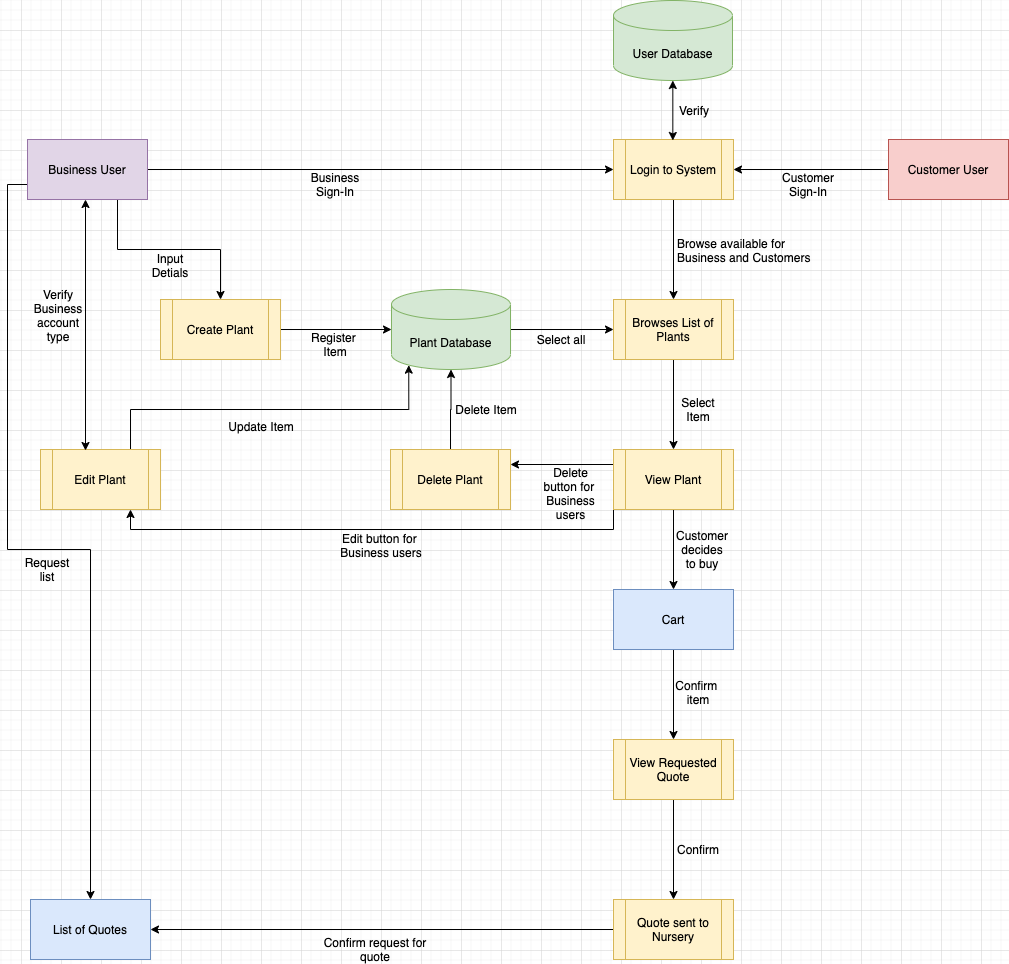 User Database
Verify
Business User
Login to System
Customer User
Business
Sign-In
Customer
Sign-In
Browse available for
Business and Customers
Input
Detials
Verify
Business
account
type
Create Plant
Register
Item
Plant Database
Select all
Browses List of
Plants
Select
Item
Delete Item
Update Item
Edit Plant
Delete Plant
View Plant
Delete
button for
Business
users
Edit button for
Business users
Customer
decides
to buy
Request
list
Cart
Confirm
item
View Requested
Quote
Confirm
List of Quotes
Quote sent to
Nursery
Confirm request for
quote